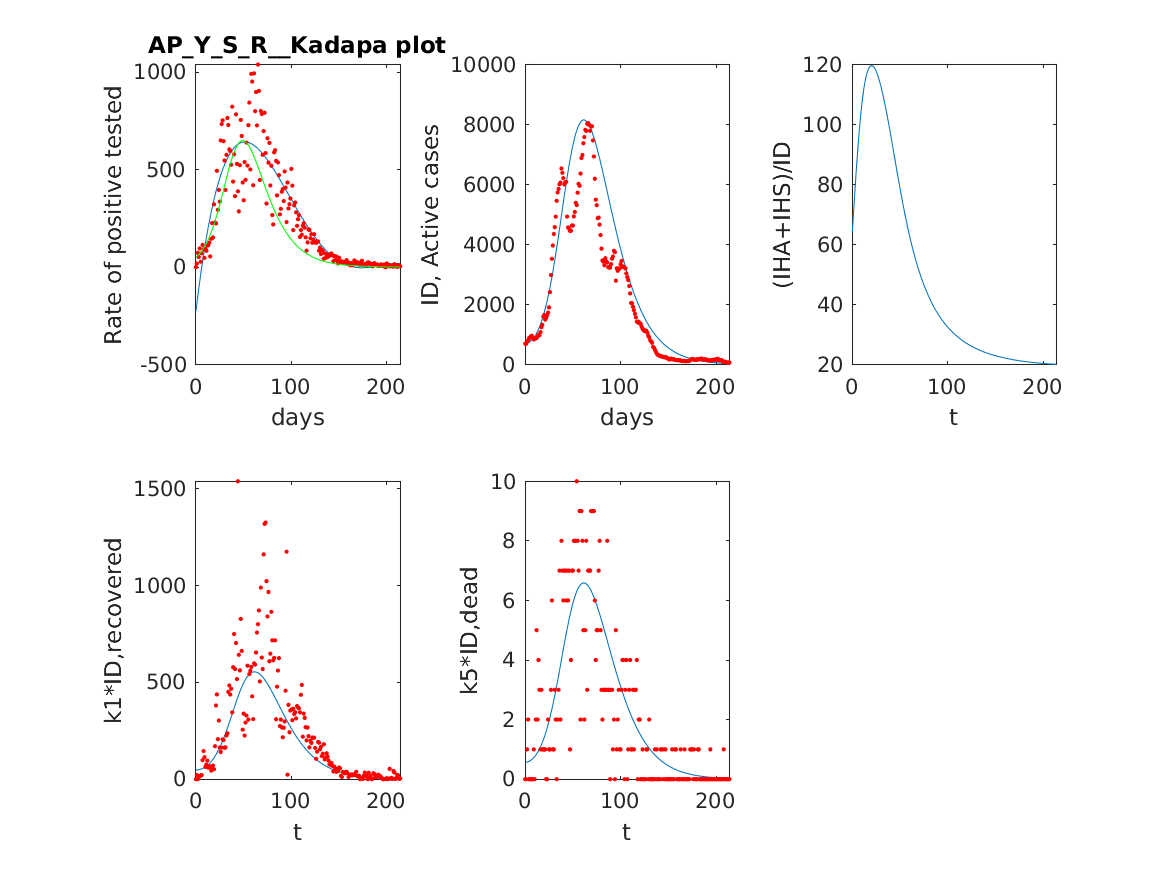 AP_Y_S_R__Kadapa plot
Rate of positive tested
1000
500
0
-500
0 100 200
days
ID, Active cases
10000
8000
6000
4000
2000
0
0 100 200
days
(IHA+IHS)/ID
120
100
80
60
40
20
0 100 200
t
k1*ID,recovered
1500
1000
500
0
0 100 200
t
k5*ID,dead
10
8
6
4
2
0
0 100 200
t